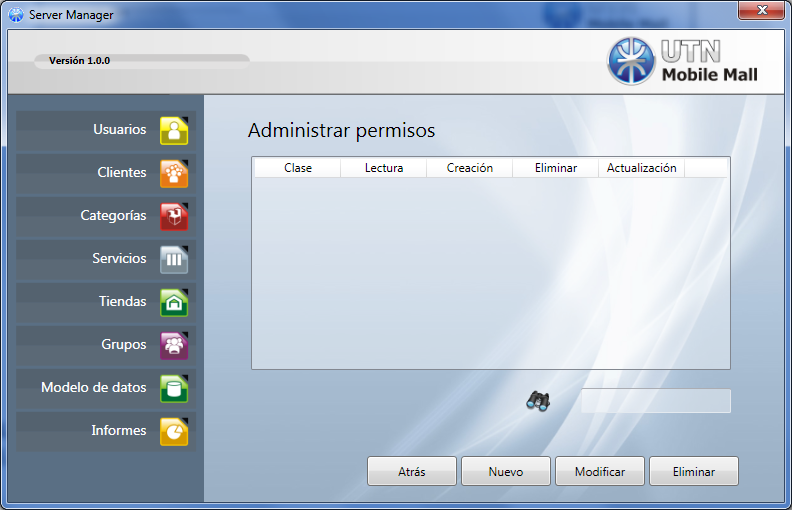 Server Manager
Versión 1.0.0
UTN
Mobile Mall
Usuarios
Clientes
Categorías
Servicios
Tiendas
Grupos
Modelo de datos
Informes
Administrar permisos
Clase Lectura Creación Eliminar Actualización
Atrás Nuevo Modificar Eliminar